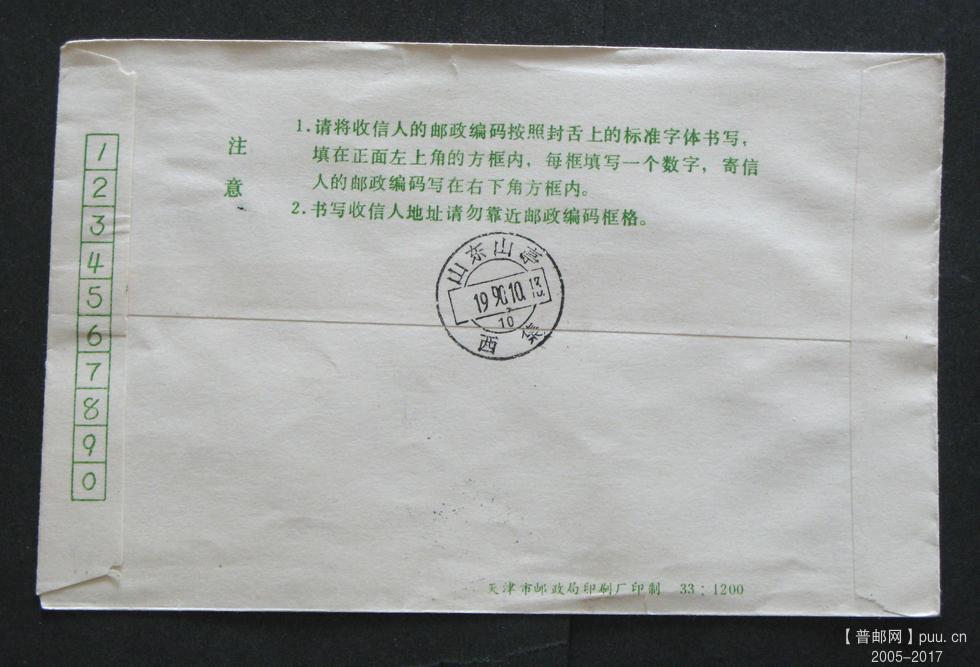 注
意
1.请将收信人的邮政编码按照封舌上的标准字体书写，
填在正面左上角的方框内，每框填写一个数字，寄信
人的邮政编码写在右下角方框内。
2.书写收信人地址请勿靠近邮政编码框格。
1
2
3
4
5
6
7
8
9
0
山东山亭
1990.10.
10
西集
天津市邮政局印刷厂印制 33：1200
【普邮网】puu.cn
2005-2017